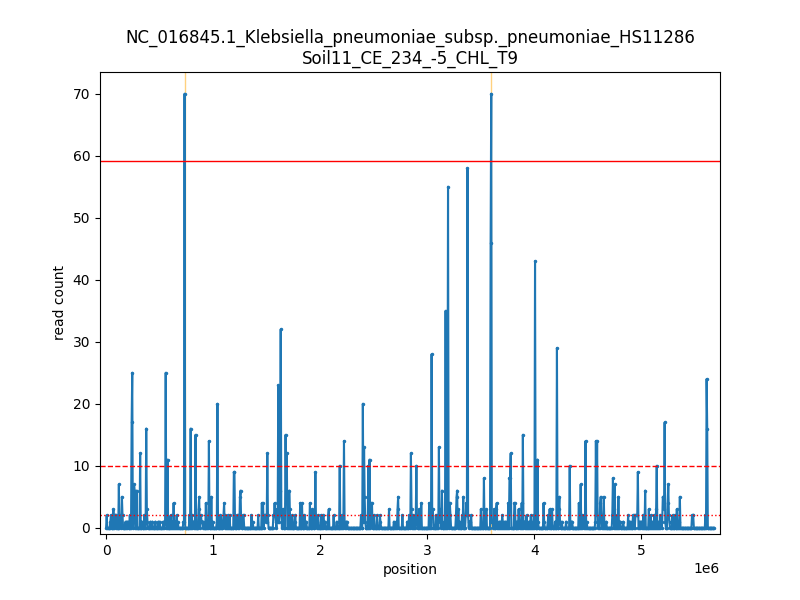 NC_016845.1_Klebsiella_pneumoniae_subsp._pneumoniae_HS11286
Soil11_CE_234_-5_CHL_T9
70
60
50
40
30
20
10
0
read count
0
1
2
3
4
5
1e6
position